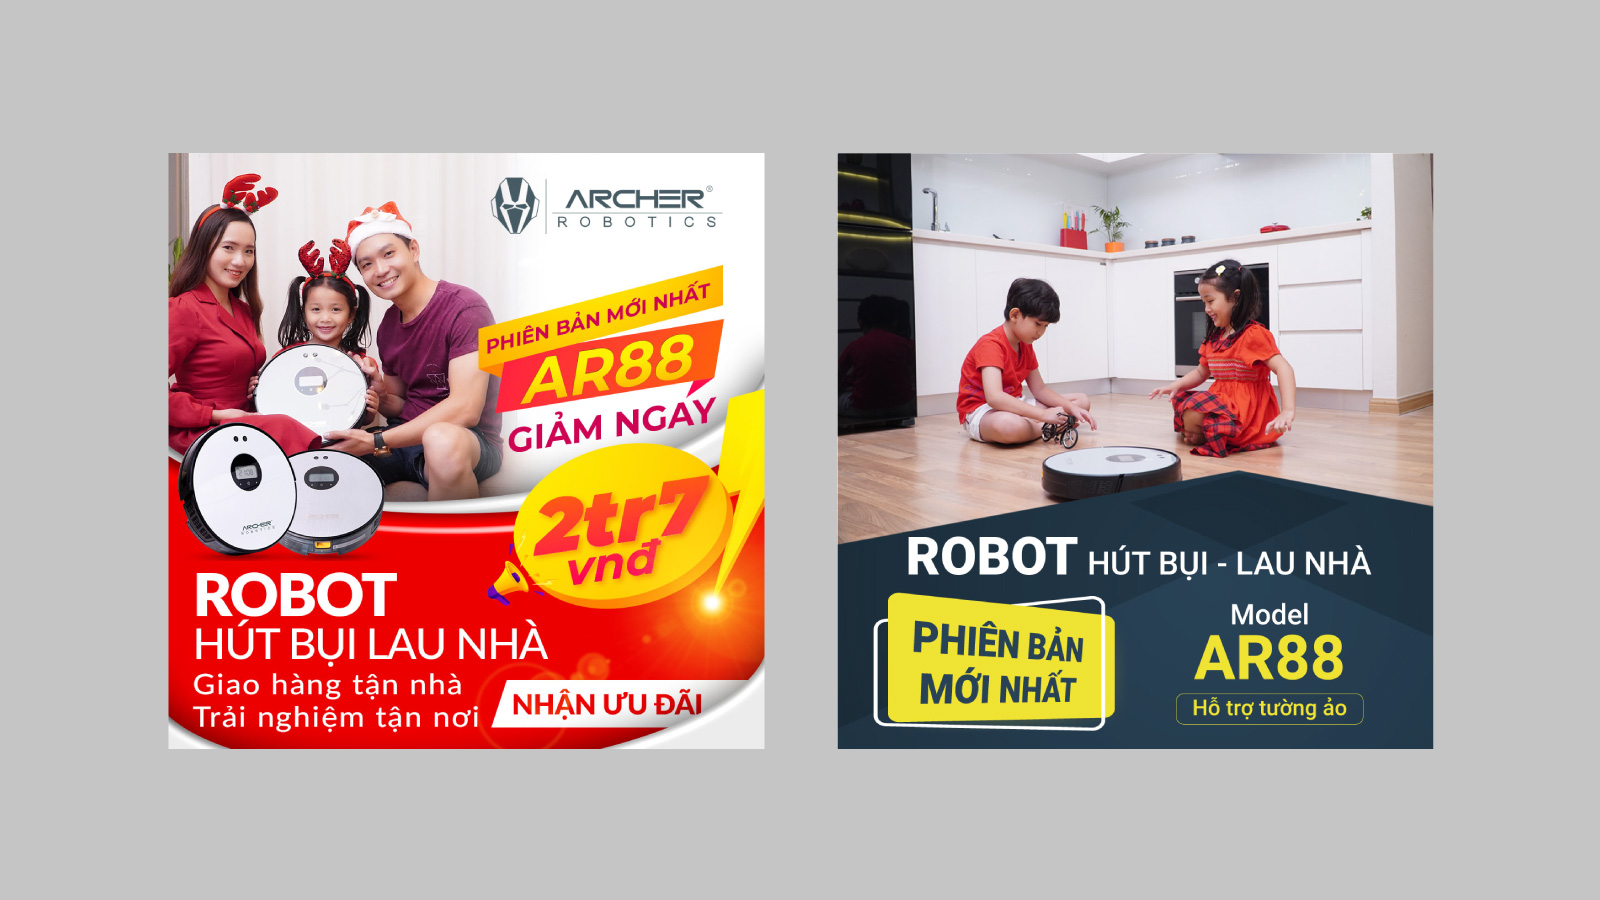 ARCHER®
ROBOTICS
PHIÊN BẢN MỚI NHẤT
AR88
GIẢM NGAY
2tr7
vnđ
ARCHER
ROBOTICS
ROBOT
HÚT BỤI LAU NHÀ
Giao hàng tận nhà
Trải nghiệm tận nơi
NHẬN ƯU ĐÃI
ROBOT HÚT BỤI - LAU NHÀ
PHIÊN BẢN
MỚI NHẤT
Model
AR88
Hỗ trợ tường ảo